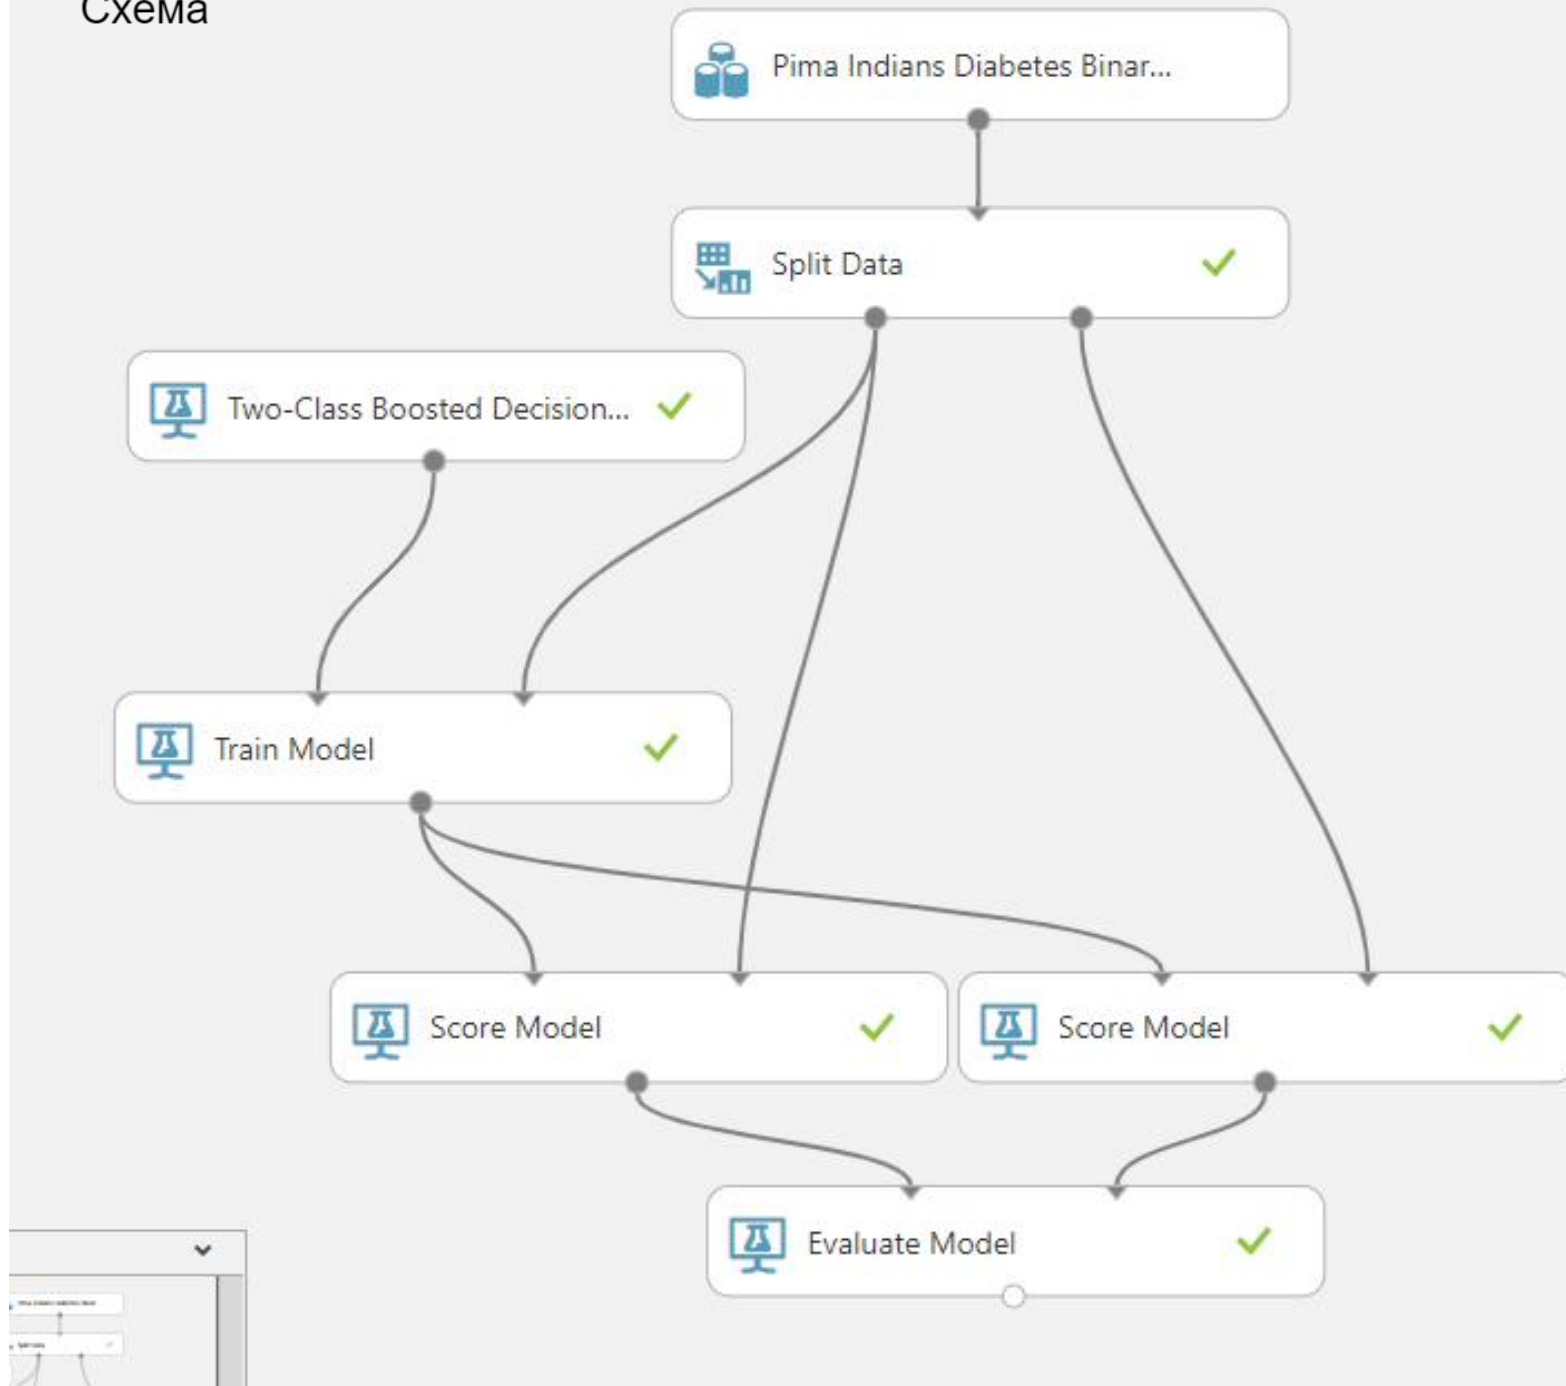 Схема
Pima Indians Diabetes Binar...
Split Data
Two-Class Boosted Decision...
Train Model
Score Model
Score Model
Evaluate Model